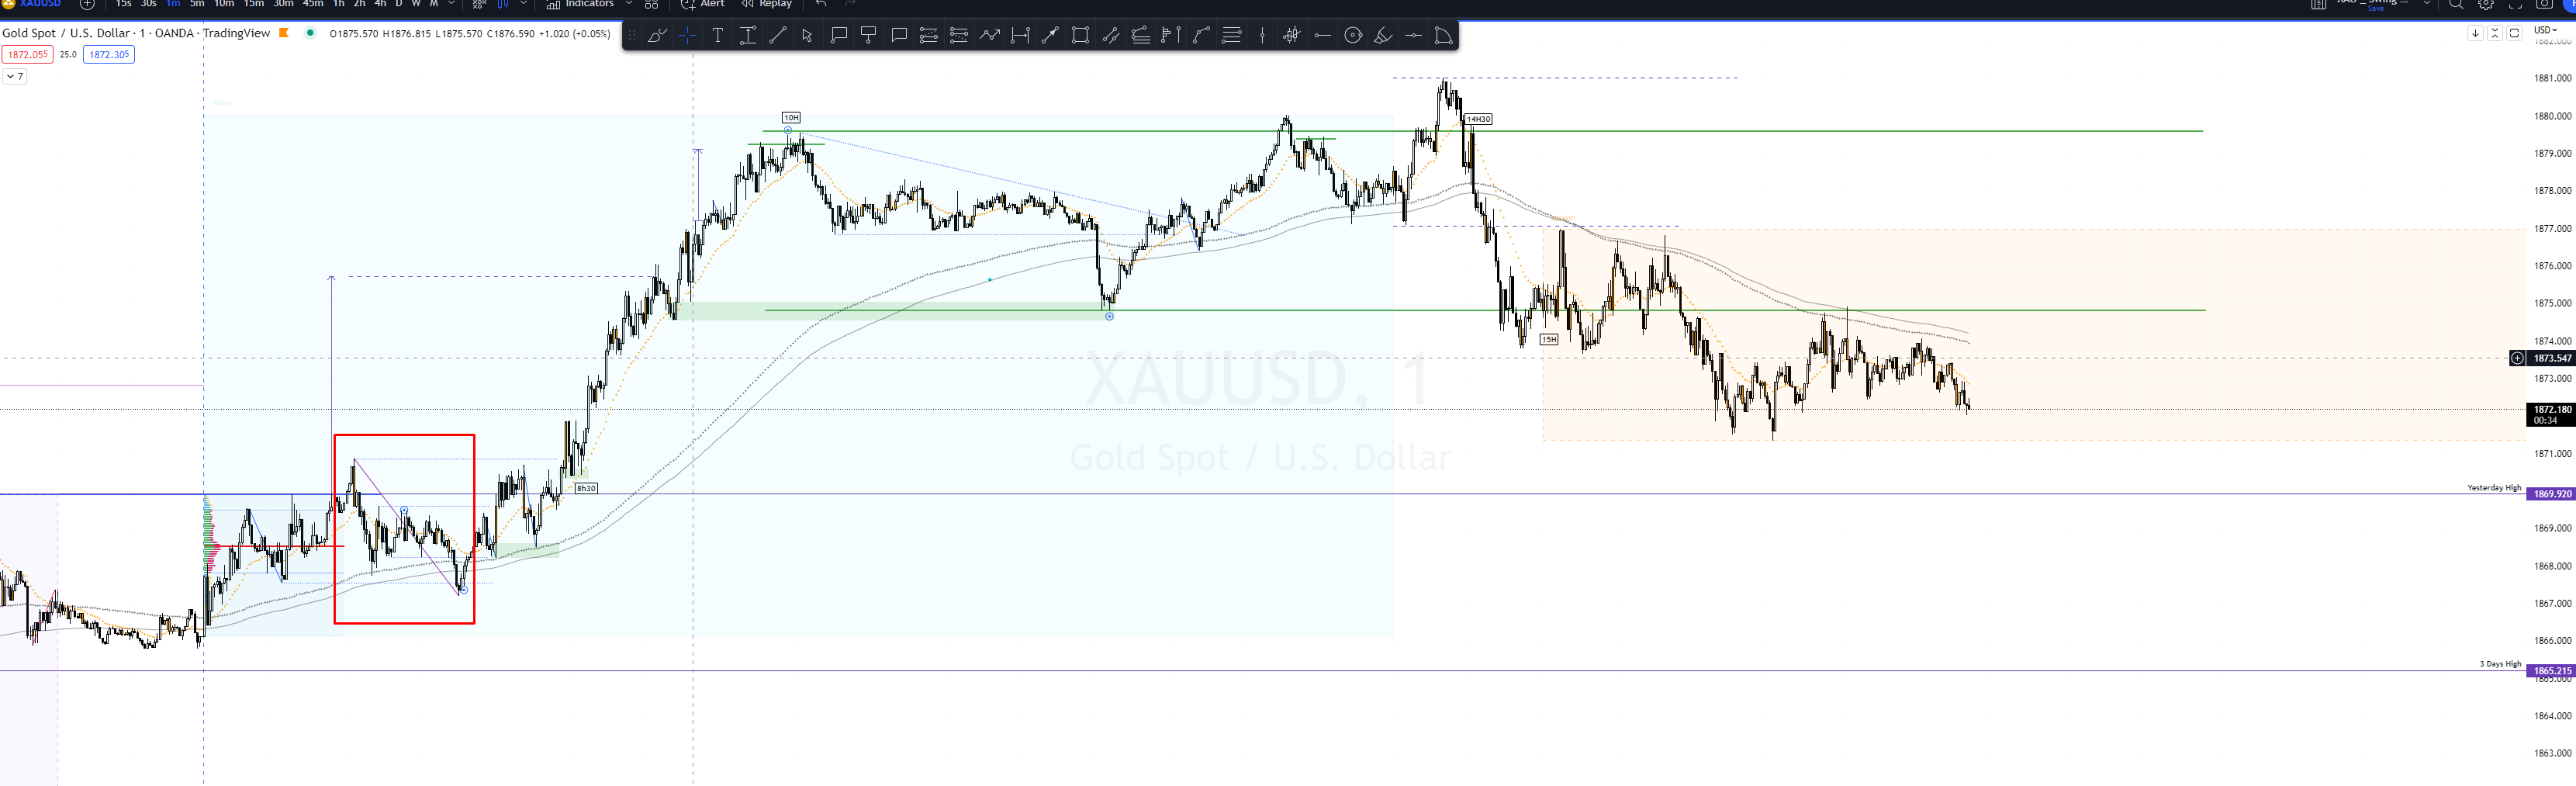 XAUUSD 15s 30s 1m 5m 10m 15m 30m 45m 1h 2h 4h D W M Indicators Alert Replay
Save
Gold Spot / U.S. Dollar · 1 · OANDA · TradingView O1875.570 H1876.815 L1875.570 C1876.590 +1.020 (+0.05%)
USD
1872.055 25.0 1872.305
7
1882.000
1881.000
1880.000
1879.000
1878.000
1877.000
1876.000
1875.000
1874.000
1873.547
1873.000
1872.180
00:34
1871.000
Yesterday High 1869.920
1869.000
1868.000
1867.000
1866.000
3 Days High 1865.215
1865.000
1864.000
1863.000
10H
14H30
15H
8h30
XAUUSD, 1
Gold Spot / U.S. Dollar